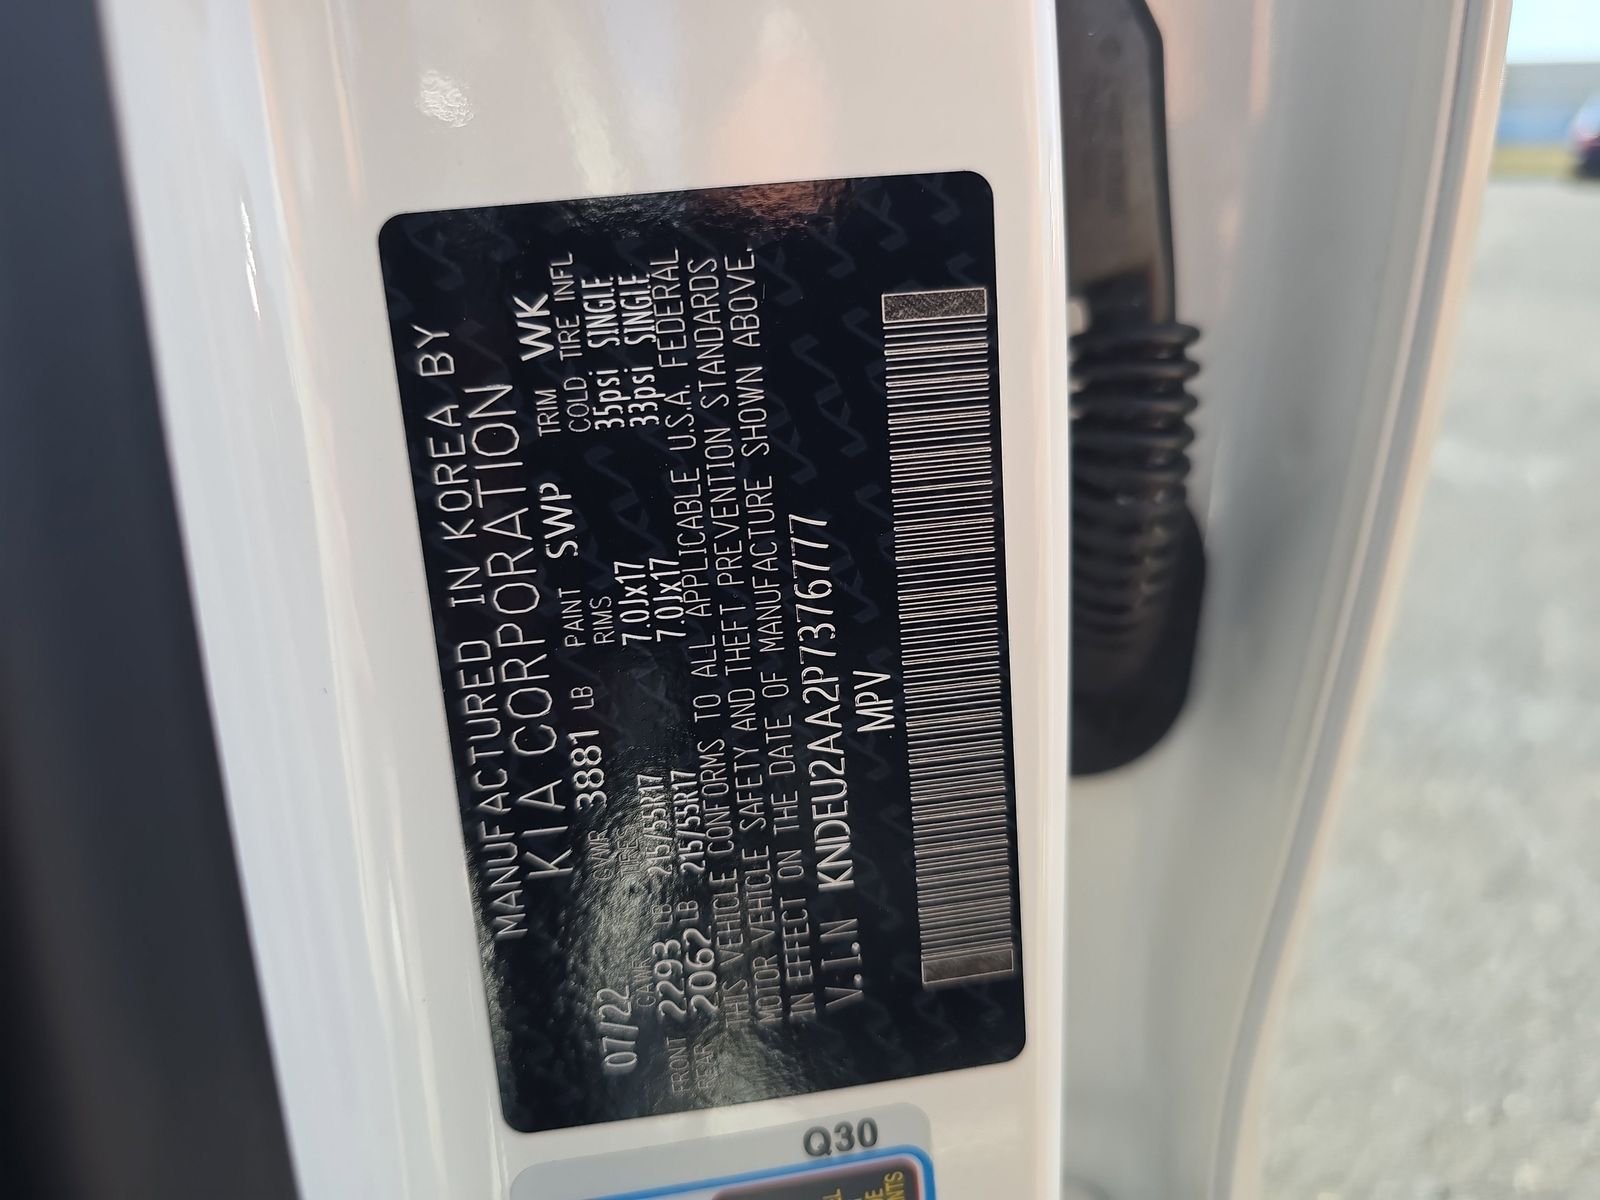 MANUFACTURED IN KOREA BY
KIA CORPORATION
07/22 GVWR 3881 LB PAINT SWP TRIM WK
GAWR TIRE RIMS COLD TIRE INFL
FRONT 2293 LB 215/55R17 7.0Jx17 35psi SINGLE
REAR 2062 LB 215/55R17 7.0Jx17 33psi SINGLE
THIS VEHICLE CONFORMS TO ALL APPLICABLE U.S.A. FEDERAL
MOTOR VEHICLE SAFETY AND THEFT PREVENTION STANDARDS
IN EFFECT ON THE DATE OF MANUFACTURE SHOWN ABOVE.
V.I.N KNDEU2AA2P7376777
MPV
Q30